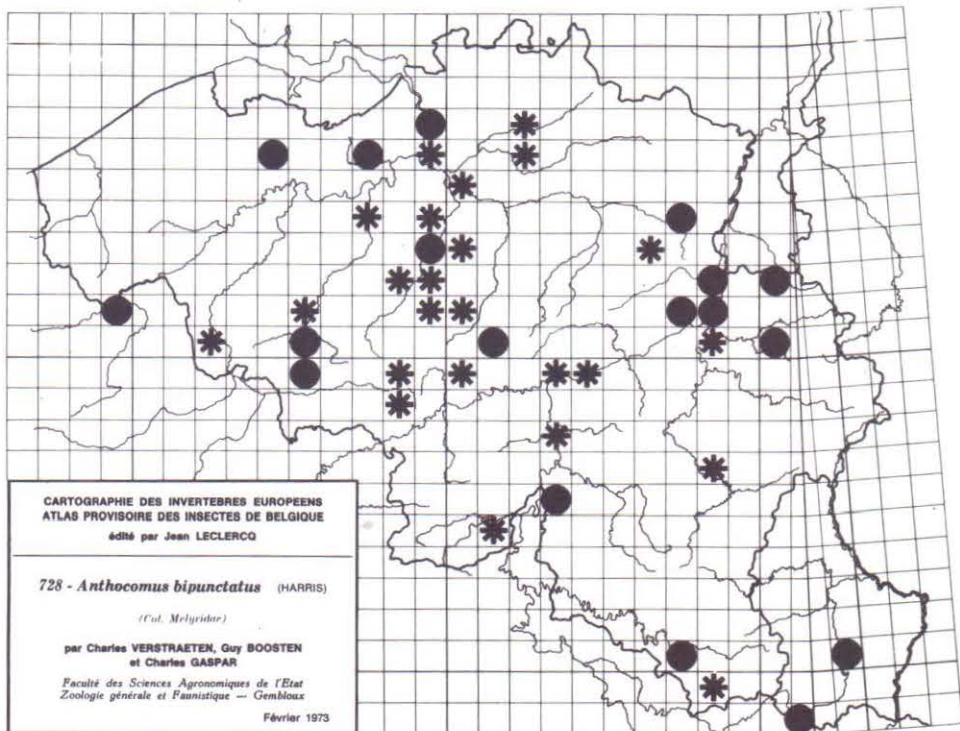 CARTOGRAPHIE DES INVERTEBRES EUROPEENS
ATLAS PROVISOIRE DES INSECTES DE BELGIQUE
édité par Jean LECLERCQ
728 - Anthocomus bipunctatus (HARRIS)
(Col. Melyridae)
par Charles VERSTRAETEN, Guy BOOSTEN
et Charles GASPAR
Faculté des Sciences Agronomiques de l'Etat
Zoologie générale et Faunistique — Gembloux
Février 1973